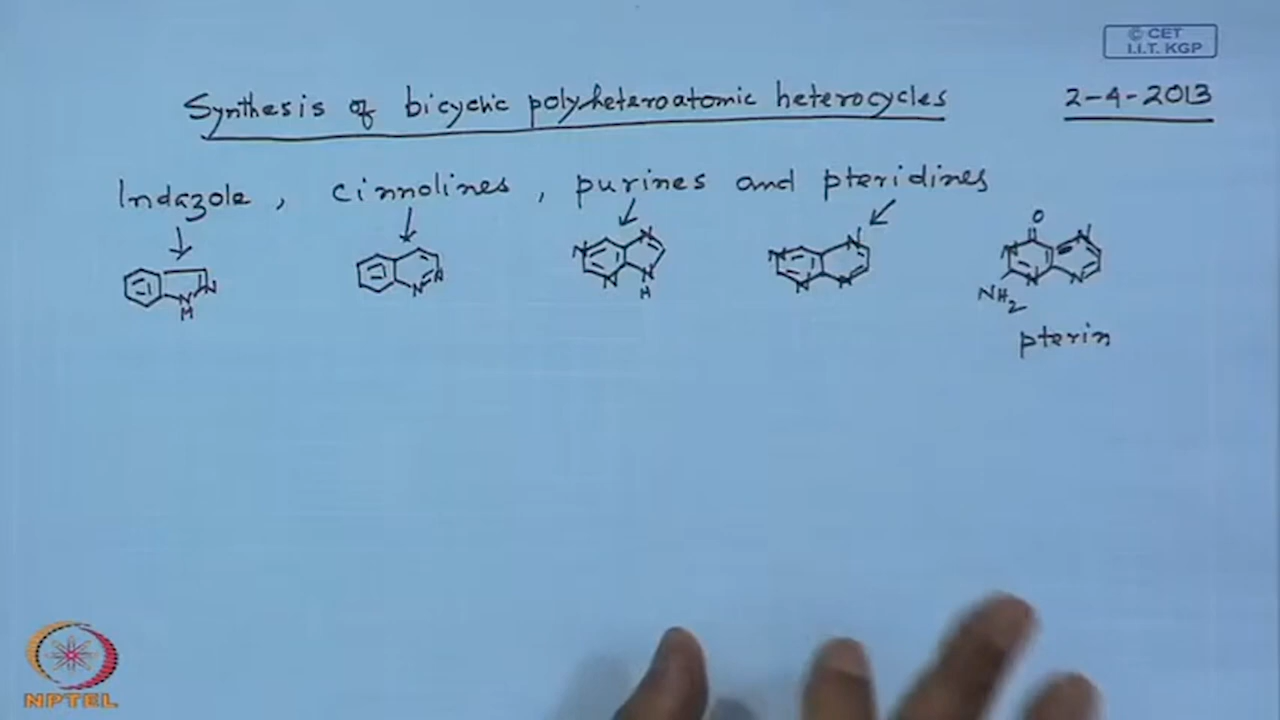 © CET
I.I.T. KGP
Synthesis of bicyclic polyheteroatomic heterocycles 2-4-2013
Indazole, cinnolines, purines and pteridines
N N H
N N
N N N N H
N N N N
O N N N N NH2
pterin
NPTEL